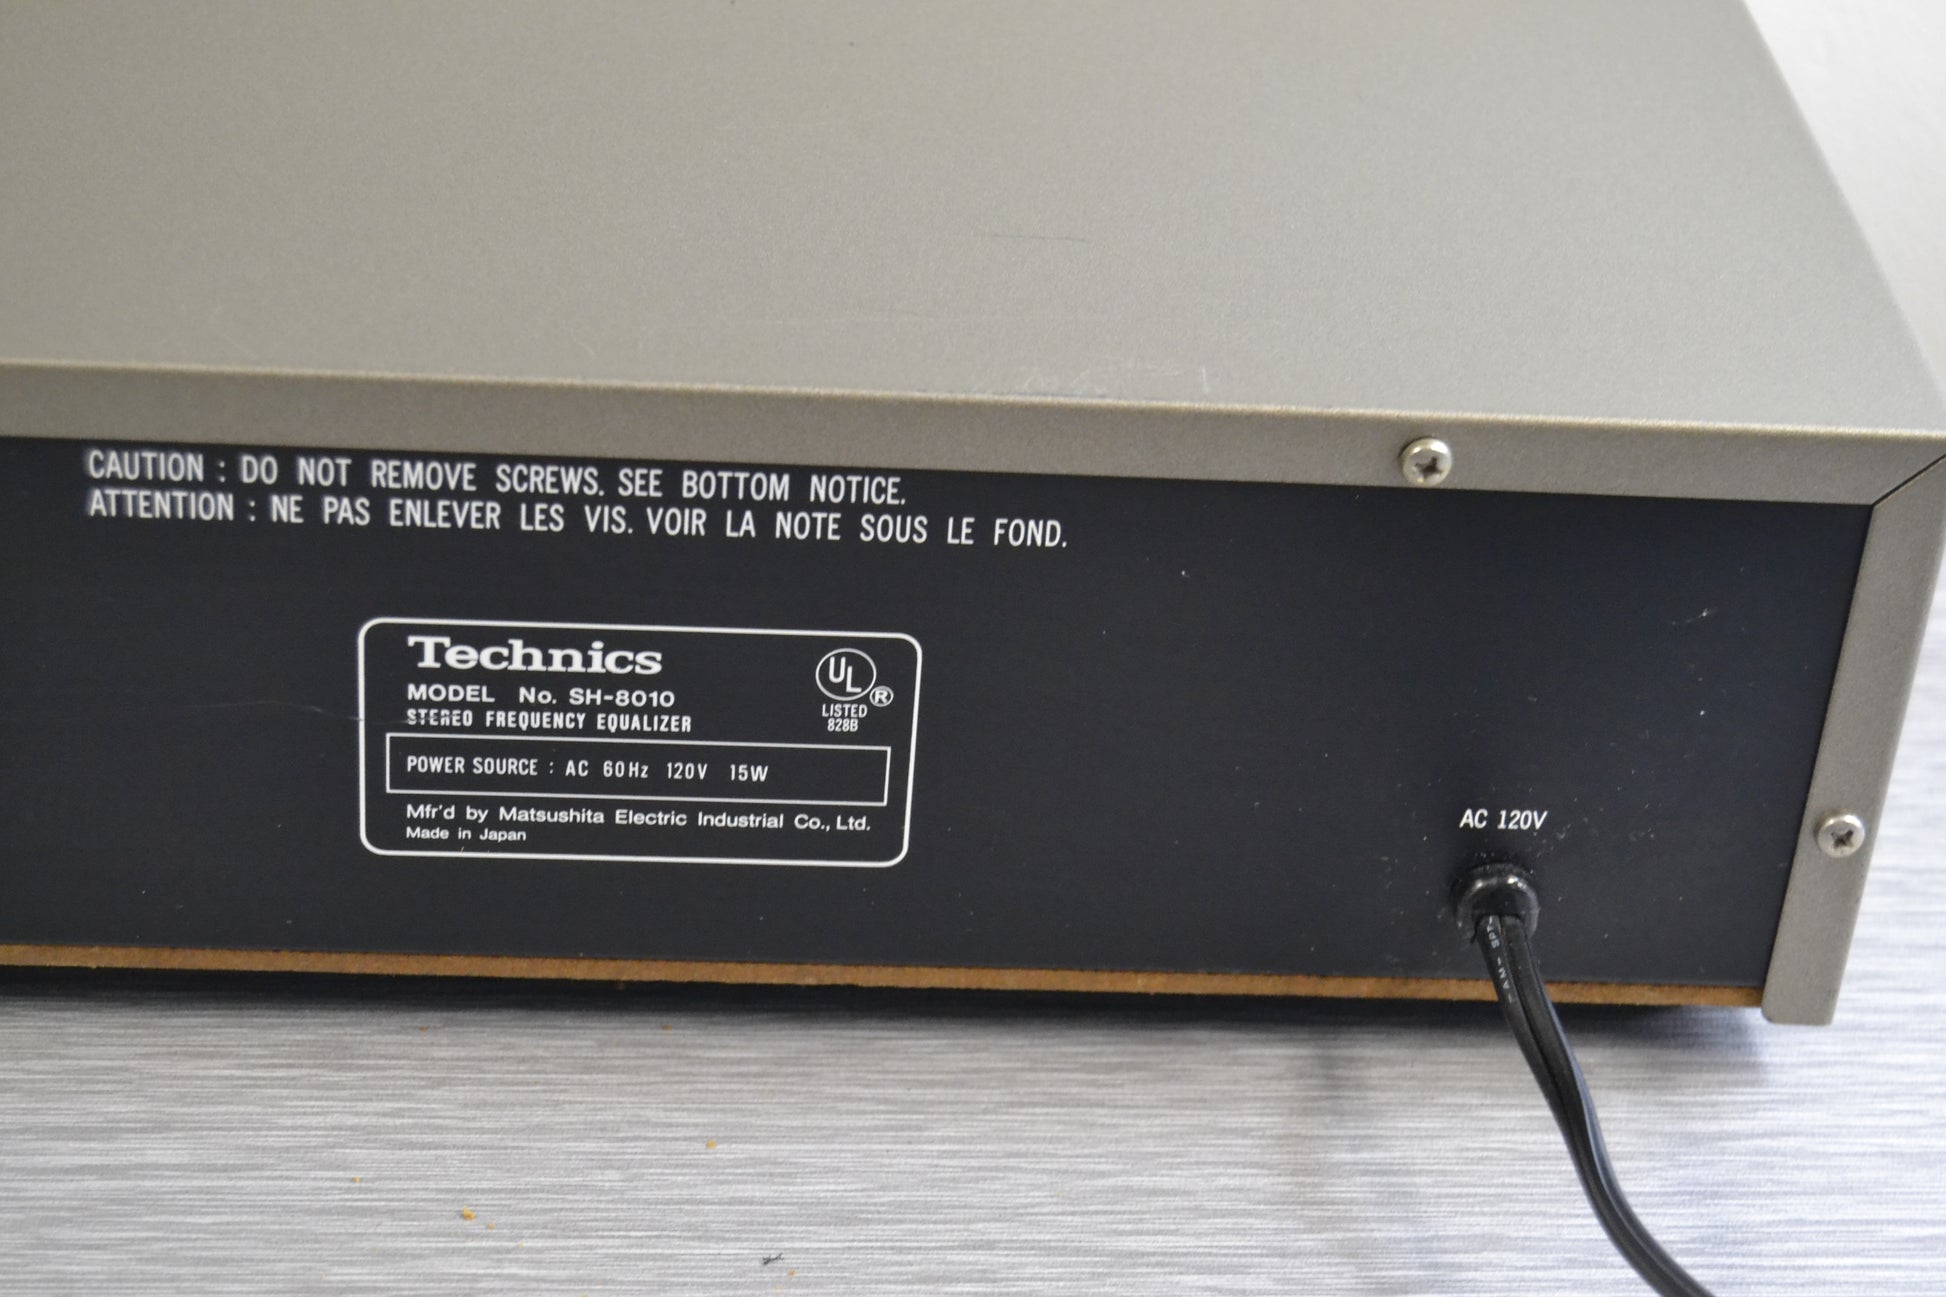 CAUTION : DO NOT REMOVE SCREWS. SEE BOTTOM NOTICE.
ATTENTION : NE PAS ENLEVER LES VIS. VOIR LA NOTE SOUS LE FOND.
Technics
MODEL No. SH-8010
STEREO FREQUENCY EQUALIZER
UL ®
LISTED
828B
POWER SOURCE : AC 60Hz 120V 15W
Mfr'd by Matsushita Electric Industrial Co., Ltd.
Made in Japan
AC 120V